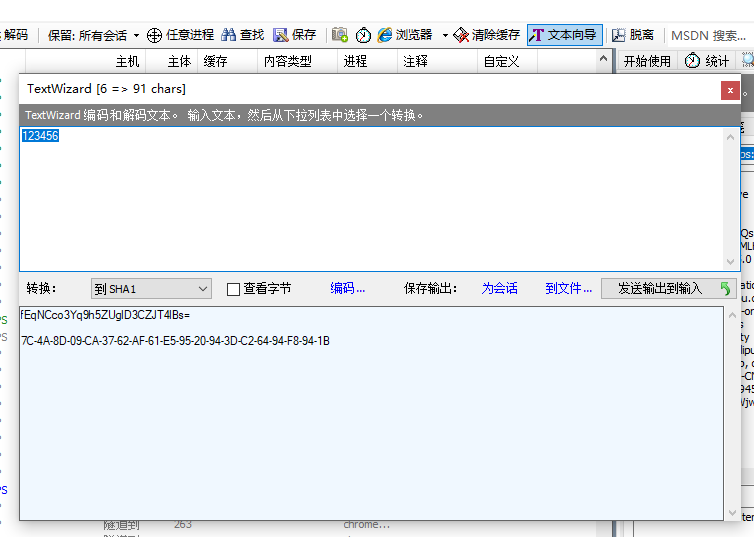 解码
保留: 所有会话
任意进程
查找
保存
浏览器
清除缓存
文本向导
脱离
MSDN 搜索...
主机
主体
缓存
内容类型
进程
注释
自定义
开始使用
统计
TextWizard [6 => 91 chars]
x
TextWizard 编码和解码文本。 输入文本，然后从下拉列表中选择一个转换。
123456
转换：
到 SHA1
查看字节
编码...
保存输出：
为会话
到文件...
发送输出到输入
fEqNCco3Yq9h5ZUglD3CZJT4lBs=
7C-4A-8D-09-CA-37-62-AF-61-E5-95-20-94-3D-C2-64-94-F8-94-1B
隧道到
263
chrome...